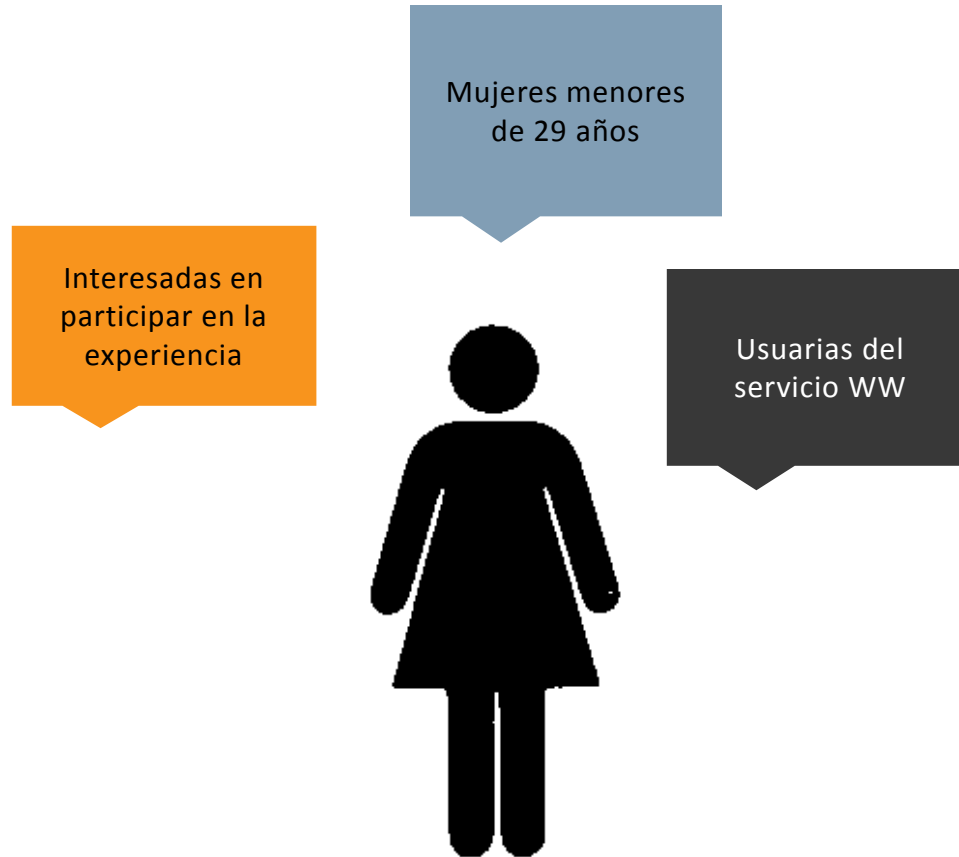 Mujeres menores
de 29 años
Interesadas en
participar en la
experiencia
Usuarias del
servicio WW